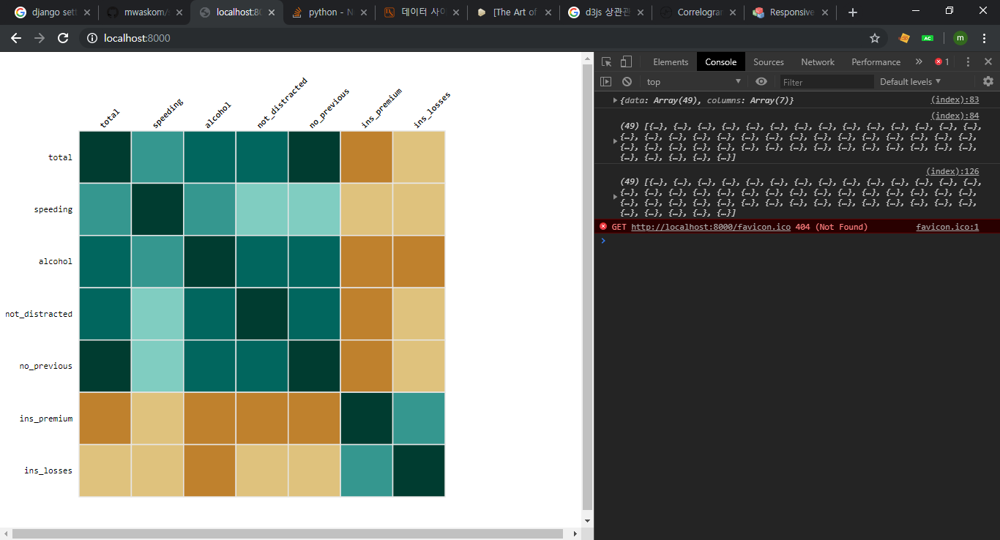 django sett
mwaskom/s
localhost:80
python - N
데이터 사이
[The Art of
d3js 상관관
Correlogram
Responsive
localhost:8000
AC
m
Elements
Console
Sources
Network
Performance
1
top
Filter
Default levels
{data: Array(49), columns: Array(7)}
(index):83
(index):84
(49) [{…}, {…}, {…}, {…}, {…}, {…}, {…}, {…}, {…}, {…}, {…}, {…}, {…}, {…},
{…}, {…}, {…}, {…}, {…}, {…}, {…}, {…}, {…}, {…}, {…}, {…}, {…}, {…}, {…},
{…}, {…}, {…}, {…}, {…}, {…}, {…}, {…}, {…}, {…}, {…}, {…}, {…}, {…}, {…},
{…}, {…}, {…}, {…}, {…}]
(index):126
(49) [{…}, {…}, {…}, {…}, {…}, {…}, {…}, {…}, {…}, {…}, {…}, {…}, {…}, {…},
{…}, {…}, {…}, {…}, {…}, {…}, {…}, {…}, {…}, {…}, {…}, {…}, {…}, {…}, {…},
{…}, {…}, {…}, {…}, {…}, {…}, {…}, {…}, {…}, {…}, {…}, {…}, {…}, {…}, {…},
{…}, {…}, {…}, {…}, {…}]
GET http://localhost:8000/favicon.ico 404 (Not Found)
favicon.ico:1
total
speeding
alcohol
not_distracted
no_previous
ins_premium
ins_losses
total
speeding
alcohol
not_distracted
no_previous
ins_premium
ins_losses